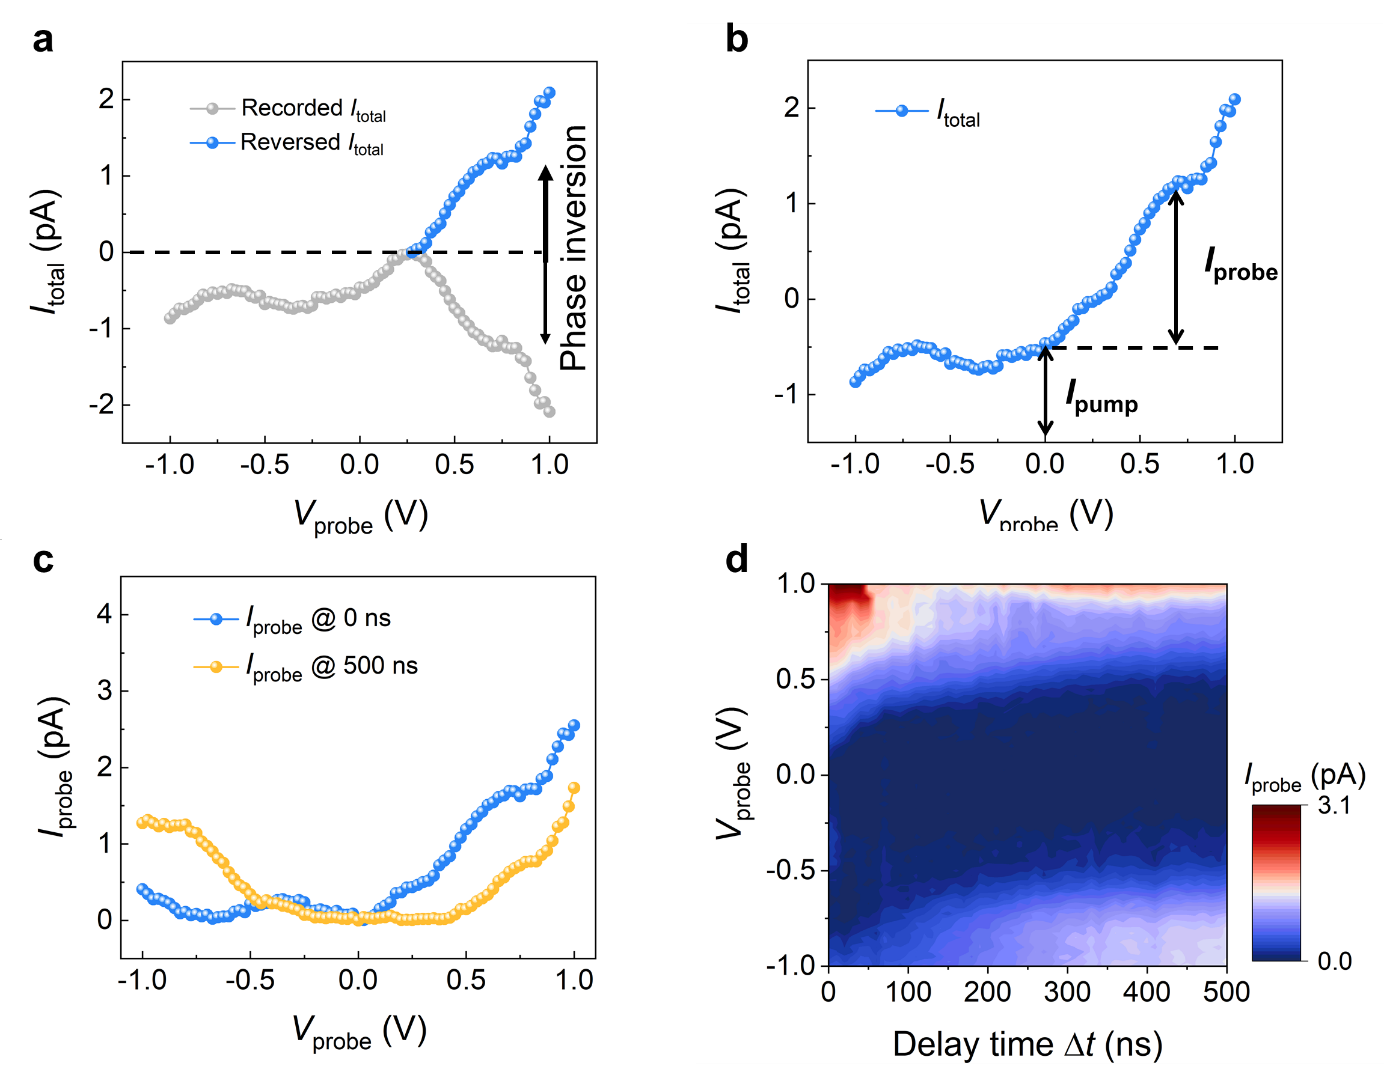 a
Recorded Itotal
Reversed Itotal
Phase inversion
2
1
0
-1
-2
-1.0 -0.5 0.0 0.5 1.0
Itotal (pA)
Vprobe (V)
b
Itotal
2
1
0
-1
Iprobe
Ipump
-1.0 -0.5 0.0 0.5 1.0
Itotal (pA)
Vprobe (V)
c
Iprobe @ 0 ns
Iprobe @ 500 ns
4
3
2
1
0
-1.0 -0.5 0.0 0.5 1.0
Iprobe (pA)
Vprobe (V)
d
1.0
0.5
0.0
-0.5
-1.0
0 100 200 300 400 500
Vprobe (V)
Delay time Δt (ns)
Iprobe (pA)
3.1
0.0